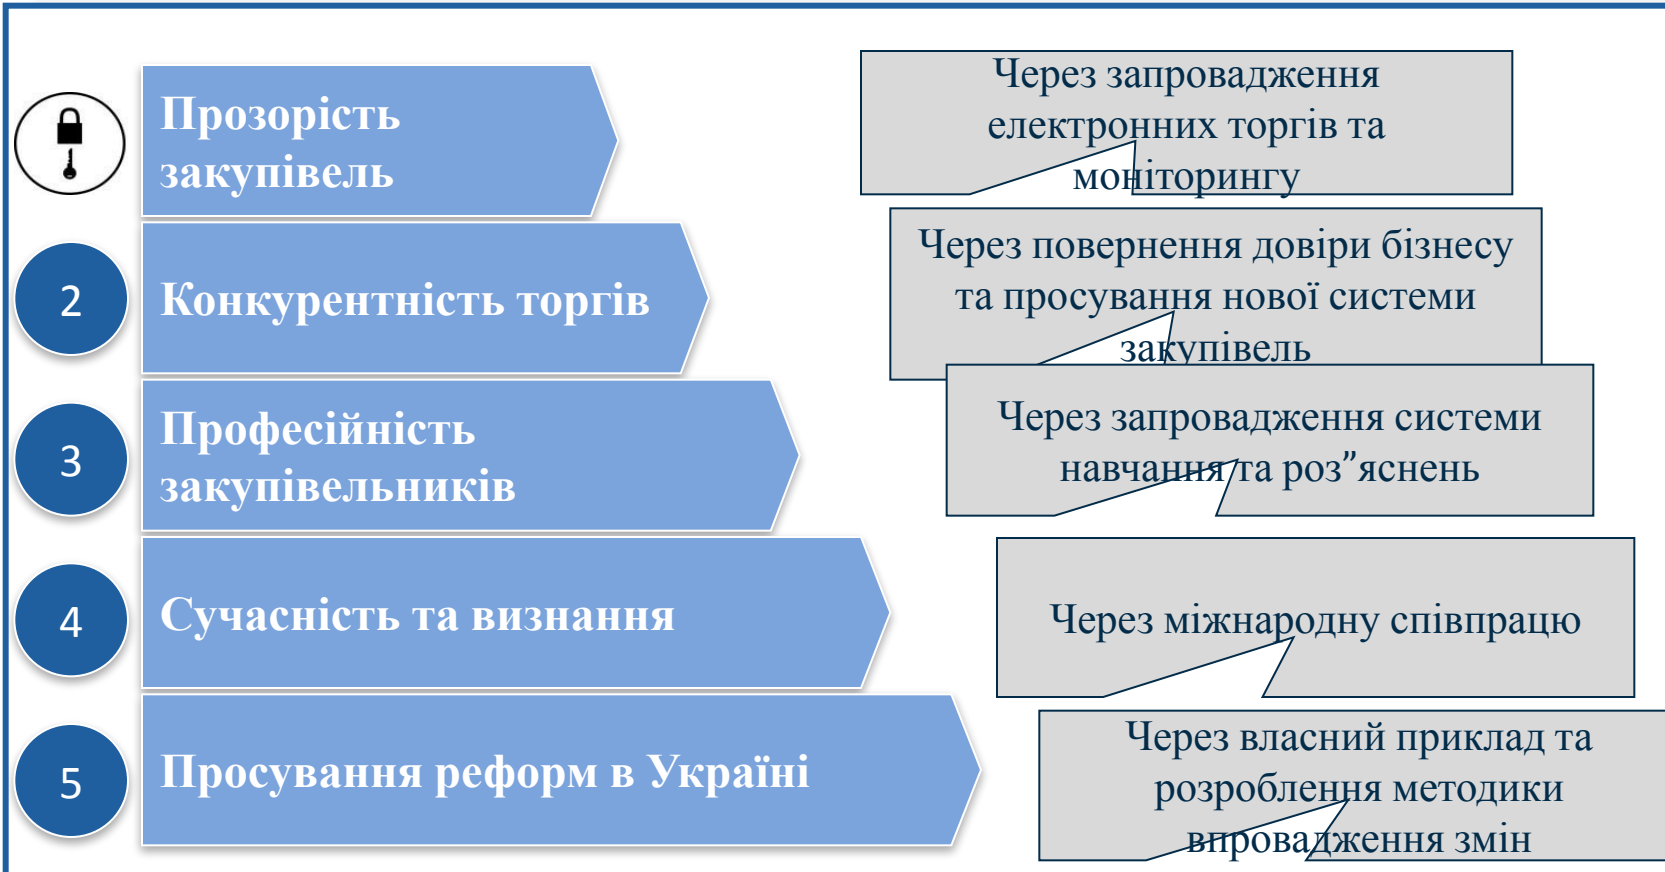 Прозорість
закупівель
Через запровадження
електронних торгів та
моніторингу
2
Конкурентність торгів
Через повернення довіри бізнесу
та просування нової системи
закупівель
3
Професійність
закупівельників
Через запровадження системи
навчання та роз”яснень
4
Сучасність та визнання
Через міжнародну співпрацю
5
Просування реформ в Україні
Через власний приклад та
розроблення методики
впровадження змін